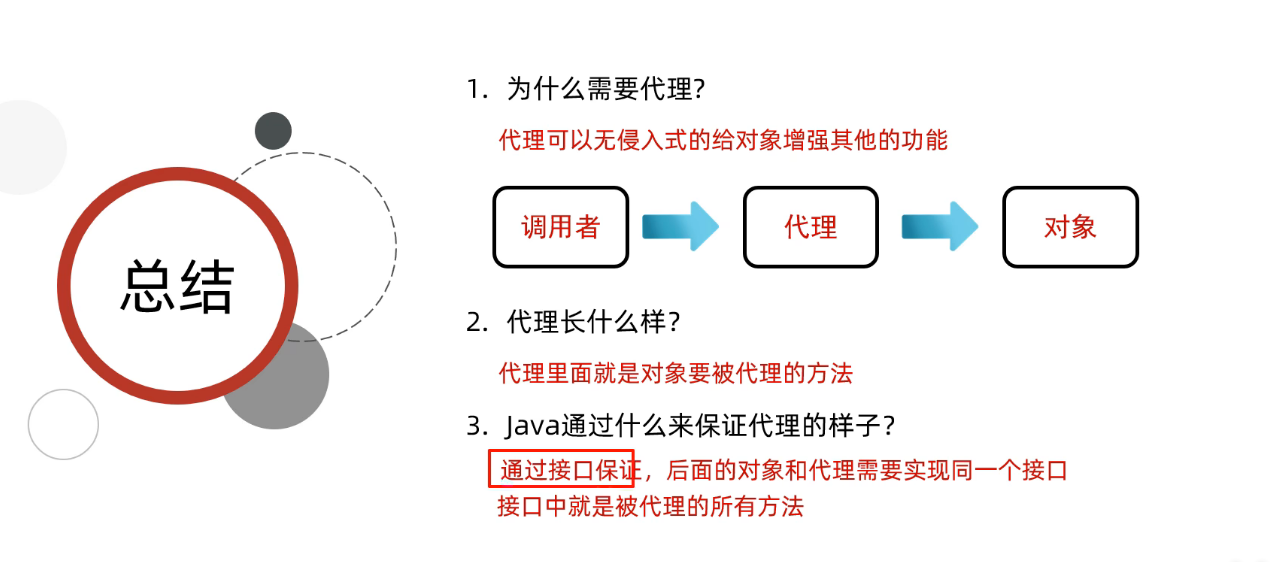 总结
1. 为什么需要代理?
代理可以无侵入式的给对象增强其他的功能
调用者 代理 对象
2. 代理长什么样?
代理里面就是对象要被代理的方法
3. Java通过什么来保证代理的样子?
通过接口保证，后面的对象和代理需要实现同一个接口
接口中就是被代理的所有方法